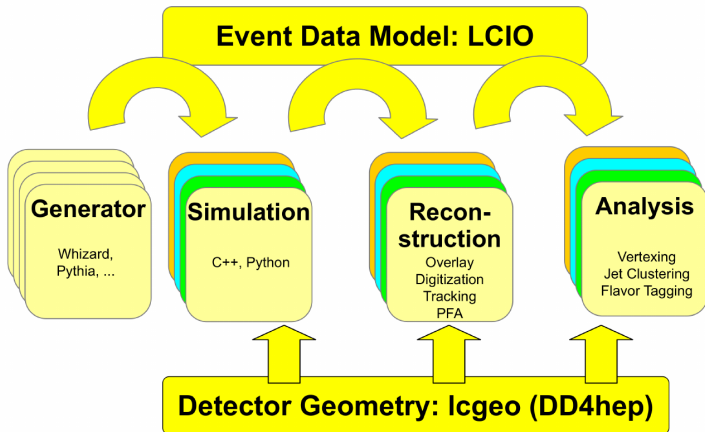 Event Data Model: LCIO
Generator
Whizard,
Pythia, ...
Simulation
C++, Python
Recon-
struction
Overlay
Digitization
Tracking
PFA
Analysis
Vertexing
Jet Clustering
Flavor Tagging
Detector Geometry: lcgeo (DD4hep)